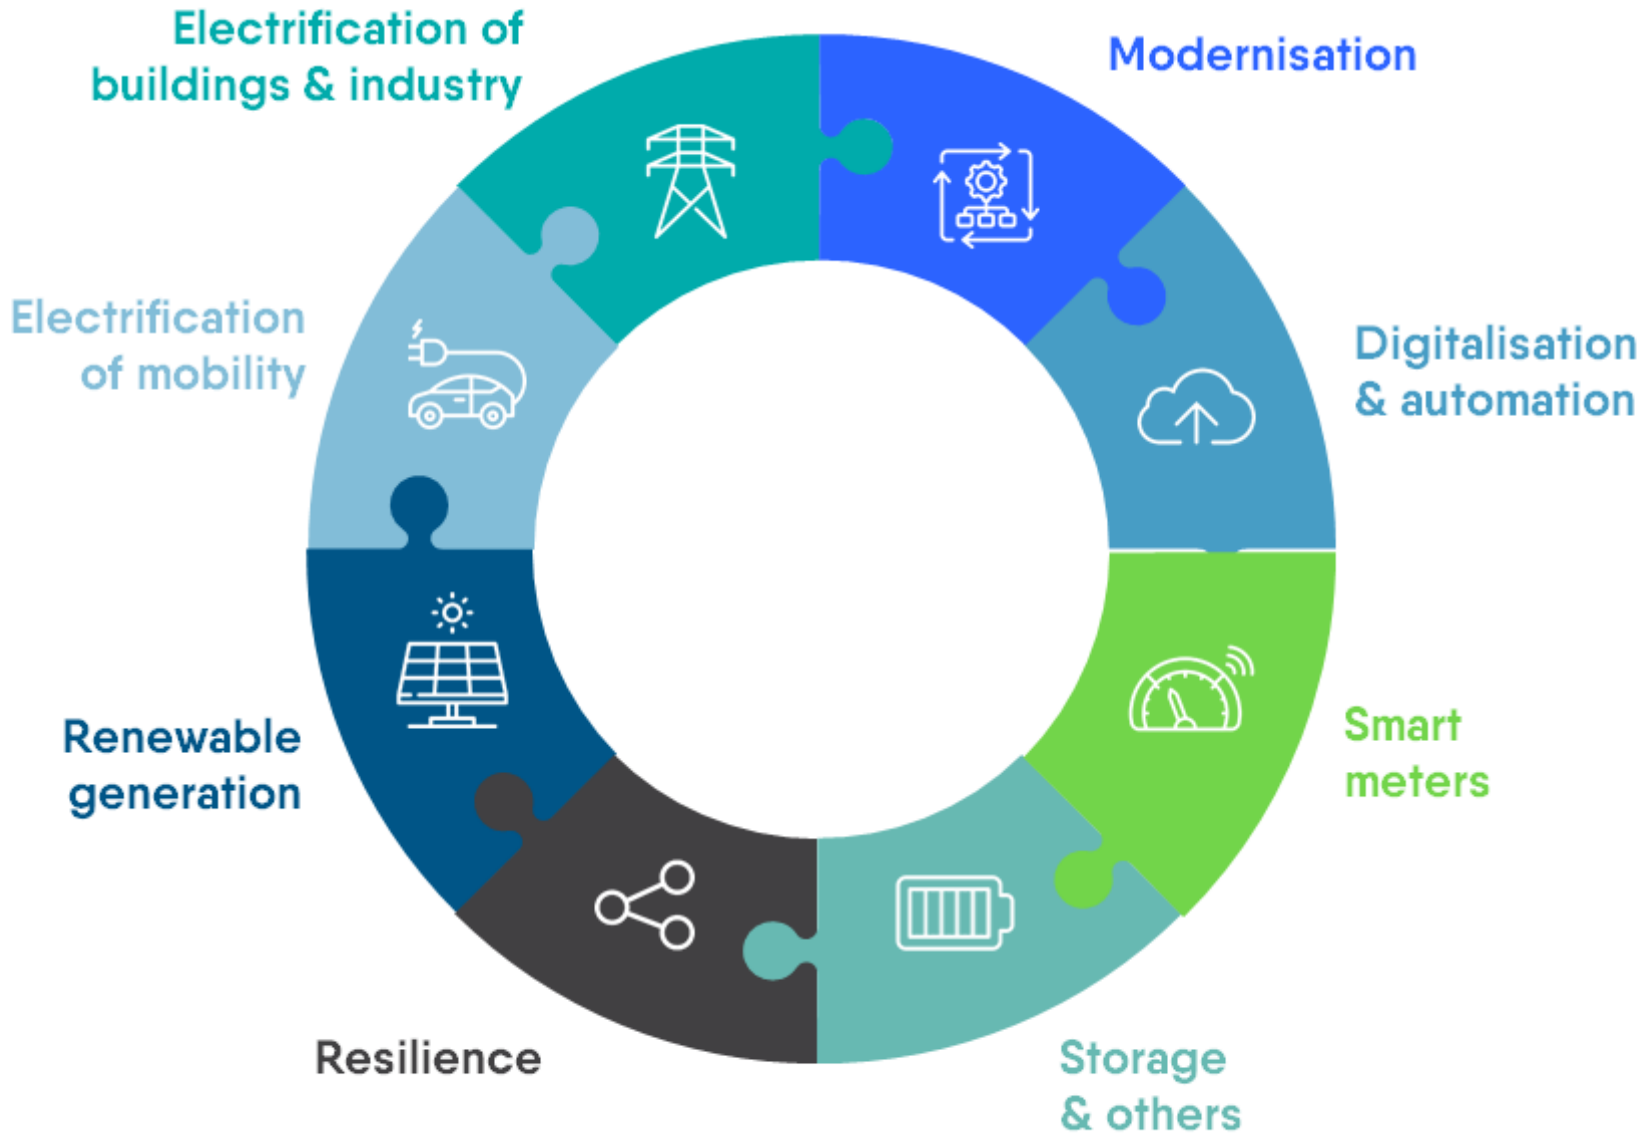 Electrification of
buildings & industry
Modernisation
Electrification
of mobility
Digitalisation
& automation
Renewable
generation
Smart
meters
Resilience
Storage
& others